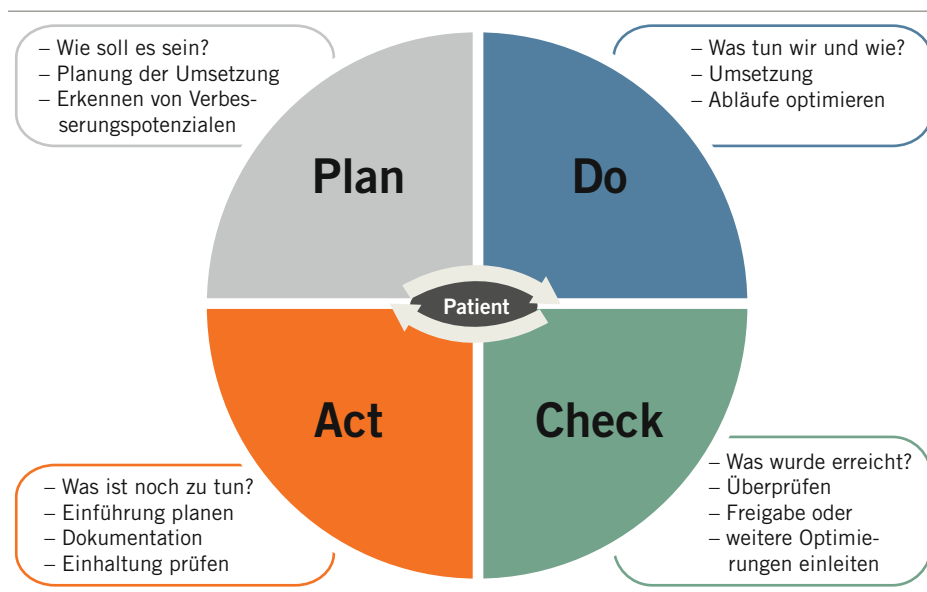 – Wie soll es sein?
– Planung der Umsetzung
– Erkennen von Verbes-
serungspotenzialen
– Was tun wir und wie?
– Umsetzung
– Abläufe optimieren
Plan
Do
Patient
Act
Check
– Was ist noch zu tun?
– Einführung planen
– Dokumentation
– Einhaltung prüfen
– Was wurde erreicht?
– Überprüfen
– Freigabe oder
– weitere Optimie-
rungen einleiten